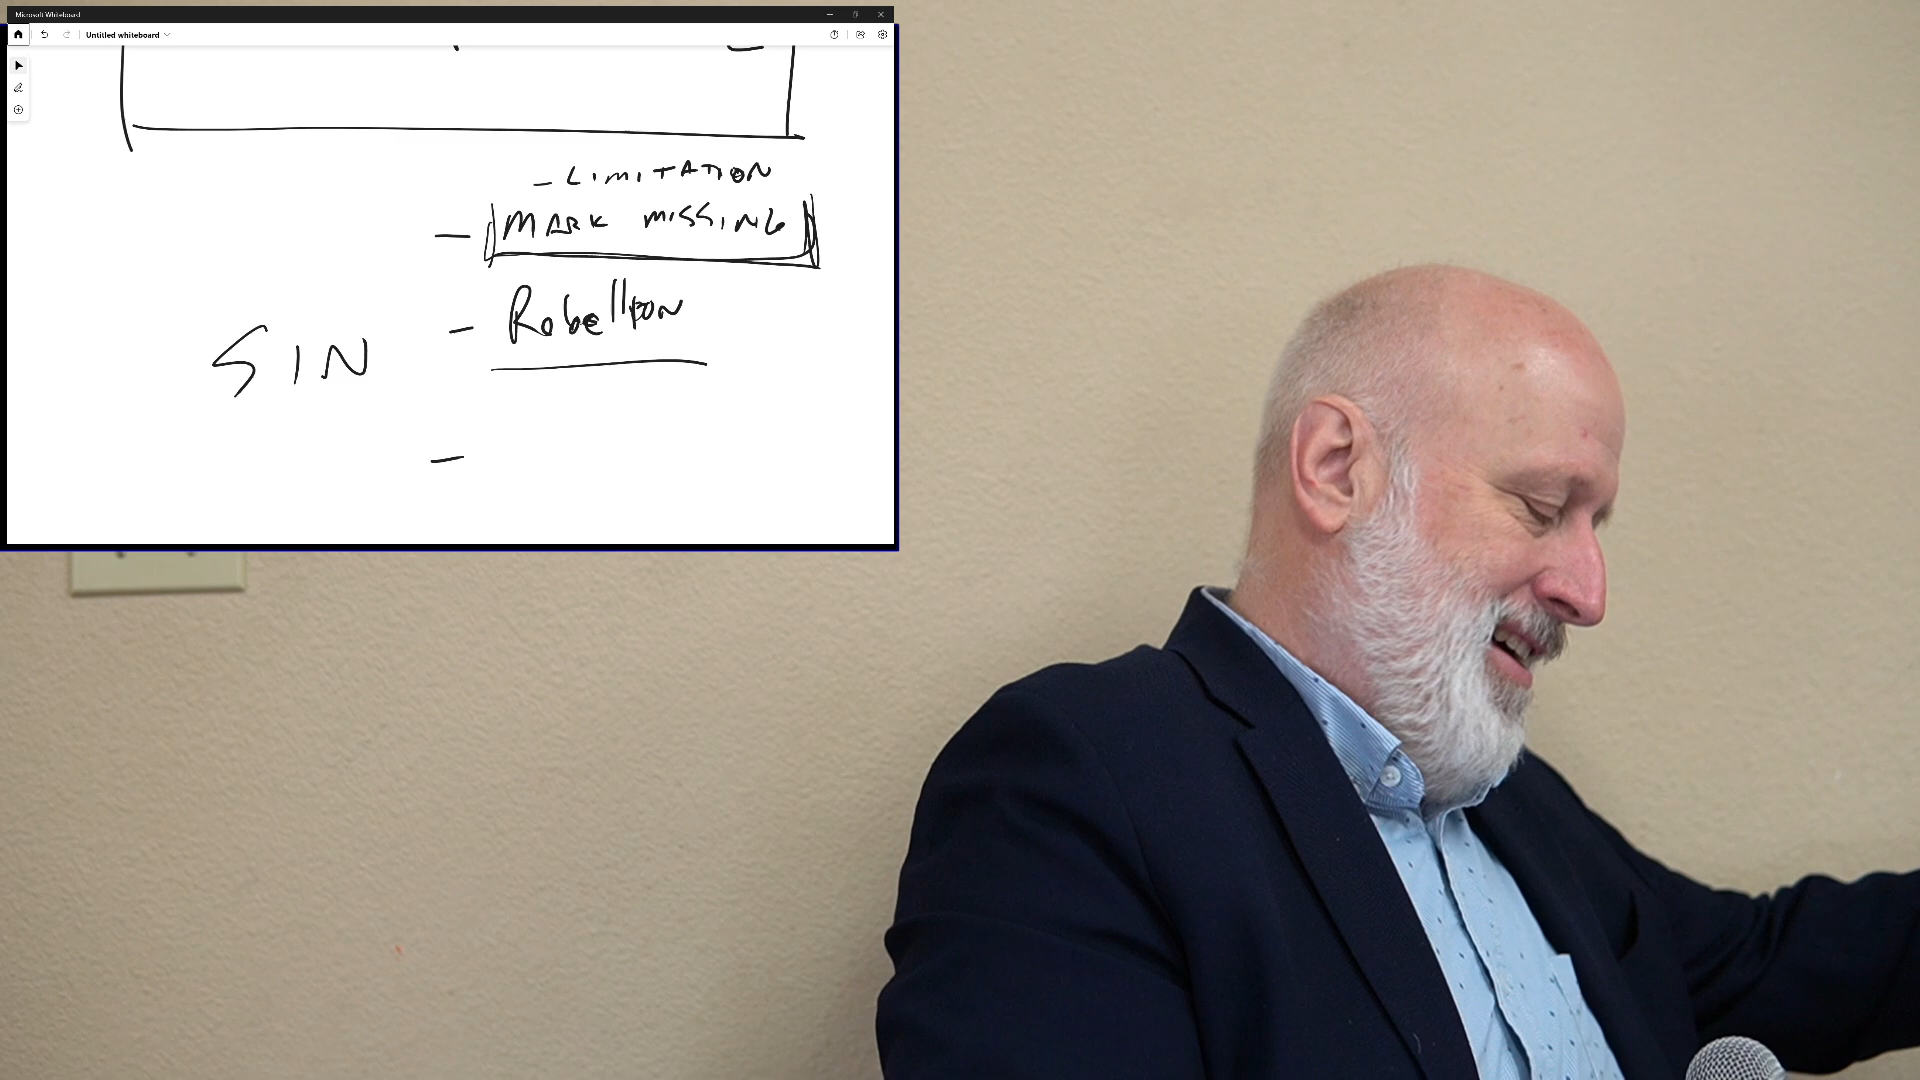 Microsoft Whiteboard
Untitled whiteboard
- LIMITATION
- MARK MISSING
- Rebellion
SIN
-